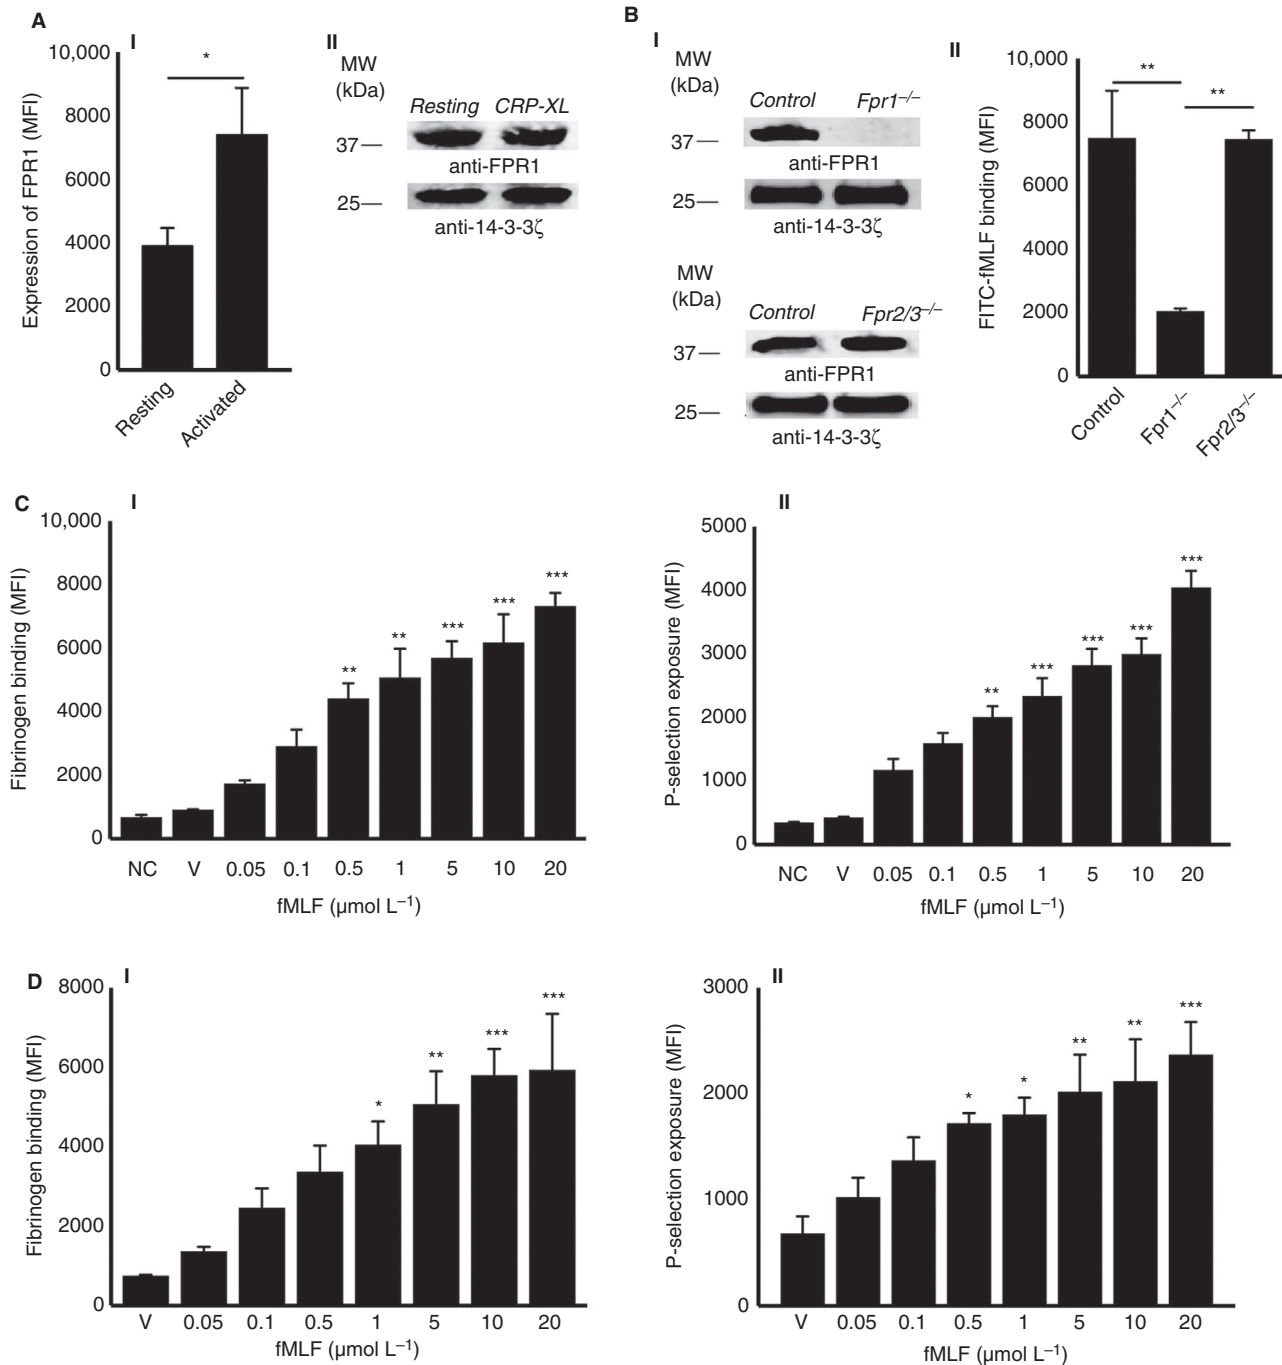 A
I
10,000
8000
6000
4000
2000
0
Expression of FPR1 (MFI)
*
Resting
Activated
II
MW
(kDa)
Resting CRP-XL
37
anti-FPR1
25
anti-14-3-3ζ
B
I
MW
(kDa)
Control Fpr1–/–
37
anti-FPR1
25
anti-14-3-3ζ
MW
(kDa)
Control Fpr2/3–/–
37
anti-FPR1
25
anti-14-3-3ζ
II
10,000
8000
6000
4000
2000
0
FITC-fMLF binding (MFI)
**
**
Control
Fpr1–/–
Fpr2/3–/–
C
I
10,000
8000
6000
4000
2000
0
Fibrinogen binding (MFI)
** ** *** *** ***
NC V 0.05 0.1 0.5 1 5 10 20
fMLF (μmol L–1)
II
5000
4000
3000
2000
1000
0
P-selection exposure (MFI)
** *** *** *** ***
NC V 0.05 0.1 0.5 1 5 10 20
fMLF (μmol L–1)
D
I
8000
6000
4000
2000
0
Fibrinogen binding (MFI)
* ** *** ***
V 0.05 0.1 0.5 1 5 10 20
fMLF (μmol L–1)
II
3000
2000
1000
0
P-selection exposure (MFI)
* * ** ** ***
V 0.05 0.1 0.5 1 5 10 20
fMLF (μmol L–1)